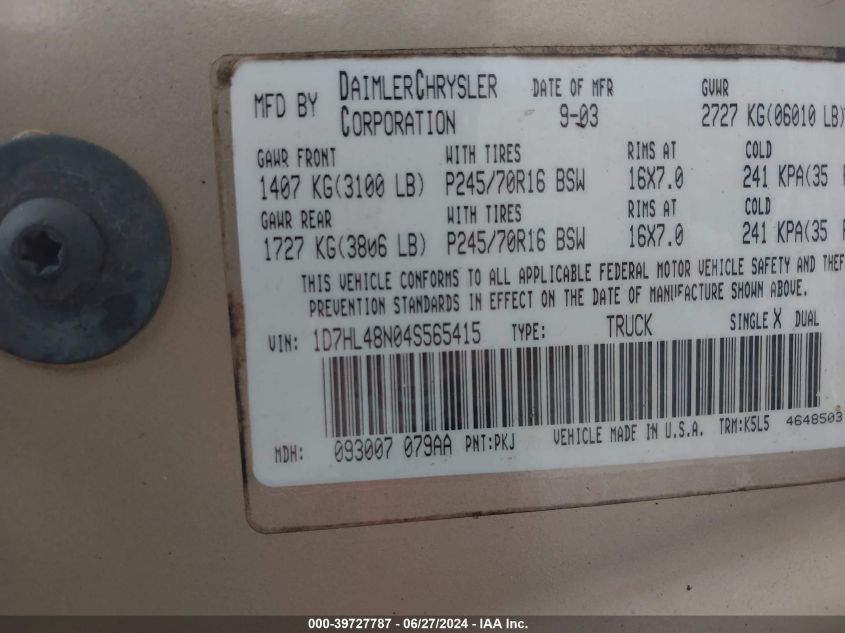 MFD BY DAIMLERCHRYSLER CORPORATION DATE OF MFR 9-03 GVWR 2727 KG(06010 LB)
GAWR FRONT WITH TIRES RIMS AT COLD
1407 KG(3100 LB) P245/70R16 BSW 16X7.0 241 KPA(35
GAWR REAR WITH TIRES RIMS AT COLD
1727 KG(3806 LB) P245/70R16 BSW 16X7.0 241 KPA(35
THIS VEHICLE CONFORMS TO ALL APPLICABLE FEDERAL MOTOR VEHICLE SAFETY AND THEF
PREVENTION STANDARDS IN EFFECT ON THE DATE OF MANUFACTURE SHOWN ABOVE.
VIN: 1D7HL48N04S565415 TYPE: TRUCK SINGLE X DUAL
MDH: 093007 079AA PNT:PKJ VEHICLE MADE IN U.S.A. TRM:K5L5 4648503
000-39727787 - 06/27/2024 - IAA Inc.